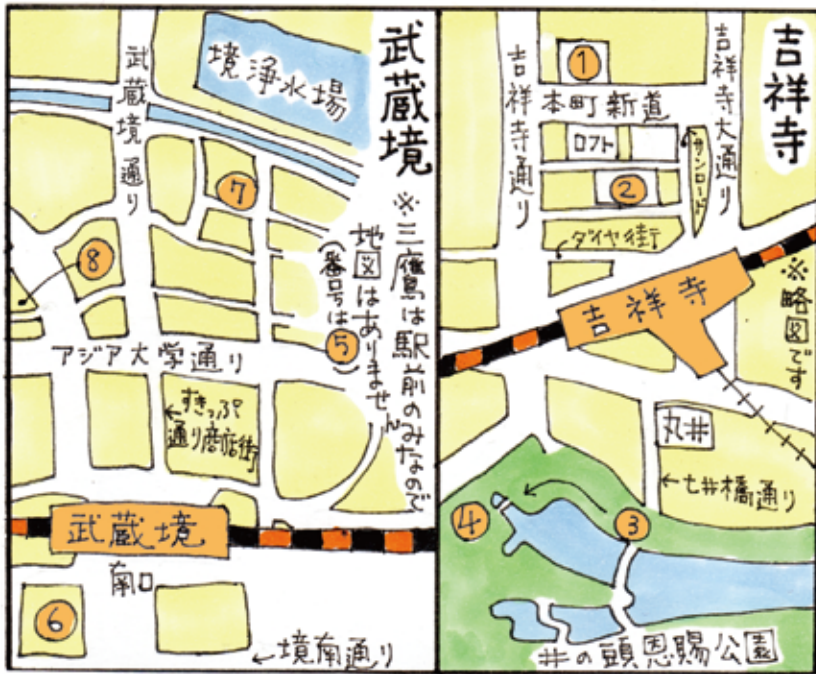 武蔵境
境浄水場
武蔵境通り
⑦
⑧
※三鷹は駅前のみなので
地図はありません
(番号は⑤)
アジア大学通り
←すきっぷ
通り商店街
武蔵境
南口
⑥
←境南通り
吉祥寺
①
吉祥寺通り
本町新道
吉祥寺大通り
ロフト
サンロード
②
ダイヤ街
吉祥寺
※略図です
丸井
←七井橋通り
③
④
井の頭恩賜公園